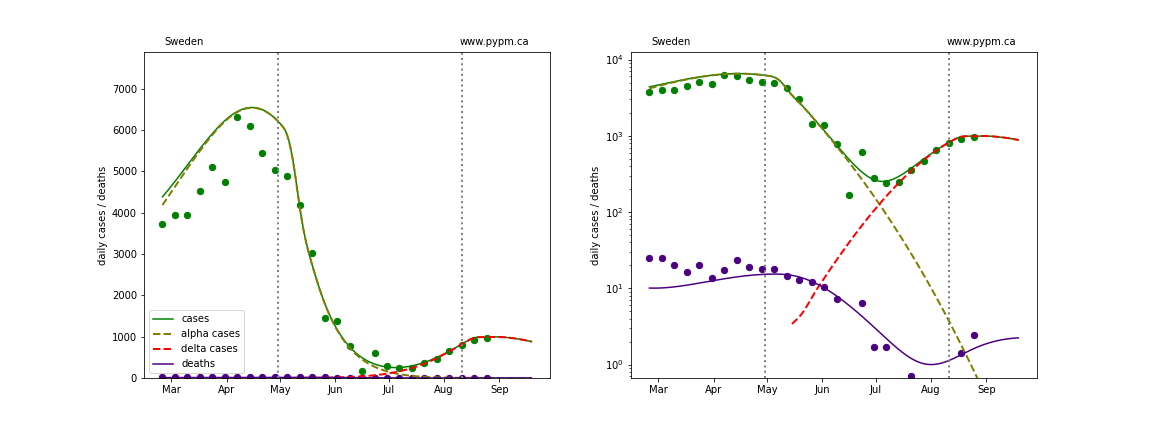 Sweden www.pypm.ca
7000
6000
5000
4000
3000
2000
1000
0
daily cases / deaths
cases
alpha cases
delta cases
deaths
Mar Apr May Jun Jul Aug Sep
Sweden www.pypm.ca
10⁴
10³
10²
10¹
10⁰
daily cases / deaths
Mar Apr May Jun Jul Aug Sep